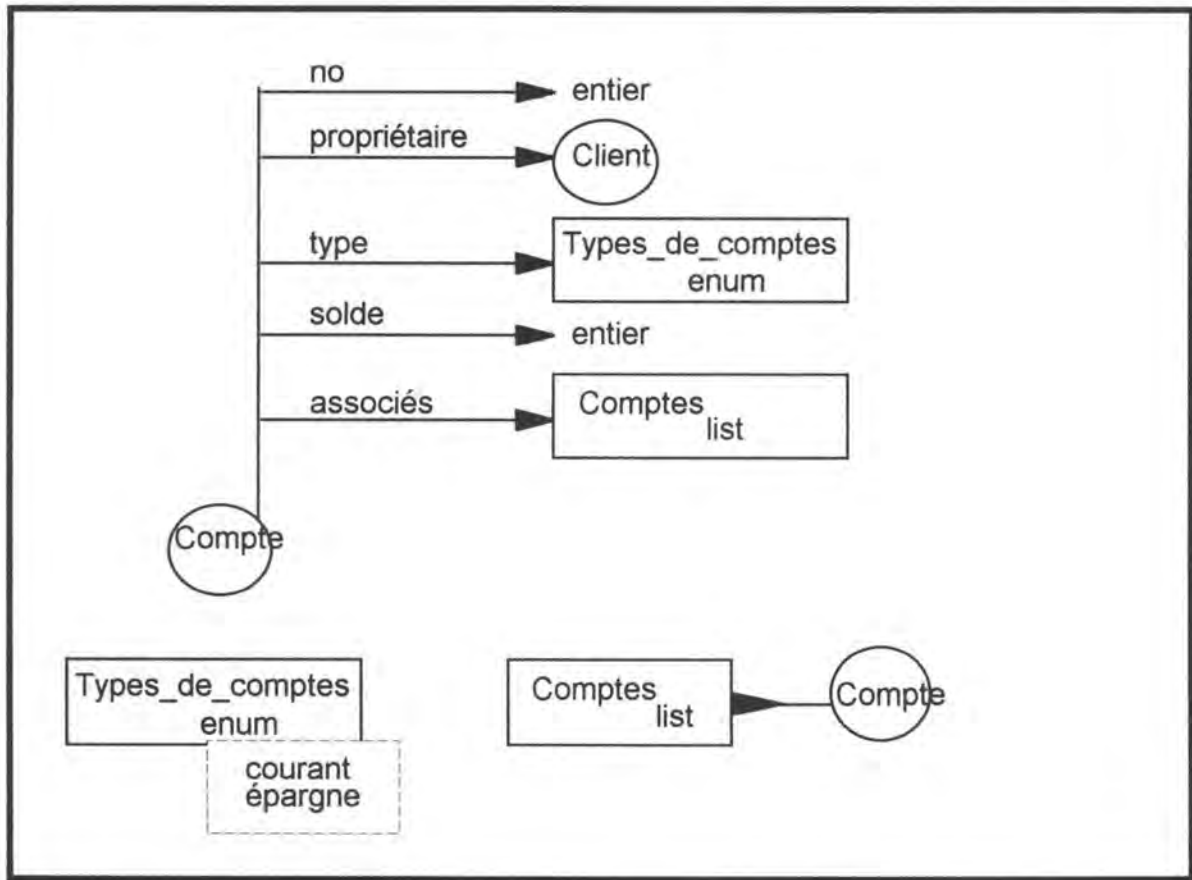 no
entier
propriétaire
Client
type
Types_de_comptes
enum
solde
entier
associés
Comptes
list
Compte
Types_de_comptes
enum
courant
épargne
Comptes
list
Compte